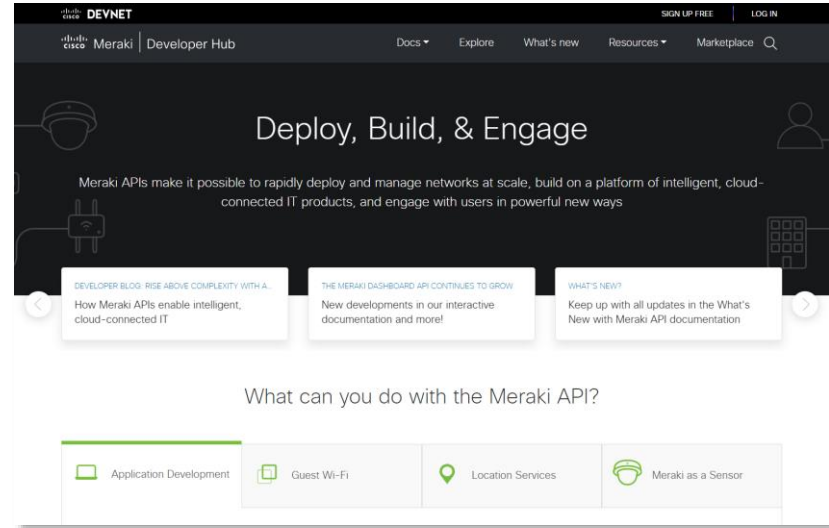 CISCO DEVNET
SIGN UP FREE
LOG IN
CISCO Meraki | Developer Hub
Docs
Explore
What's new
Resources
Marketplace
Deploy, Build, & Engage
Meraki APIs make it possible to rapidly deploy and manage networks at scale, build on a platform of intelligent, cloud-
connected IT products, and engage with users in powerful new ways
DEVELOPER BLOG: RISE ABOVE COMPLEXITY WITH A..
How Meraki APIs enable intelligent,
cloud-connected IT
THE MERAKI DASHBOARD API CONTINUES TO GROW
New developments in our interactive
documentation and more!
WHAT'S NEW?
Keep up with all updates in the What's
New with Meraki API documentation
What can you do with the Meraki API?
Application Development
Guest Wi-Fi
Location Services
Meraki as a Sensor